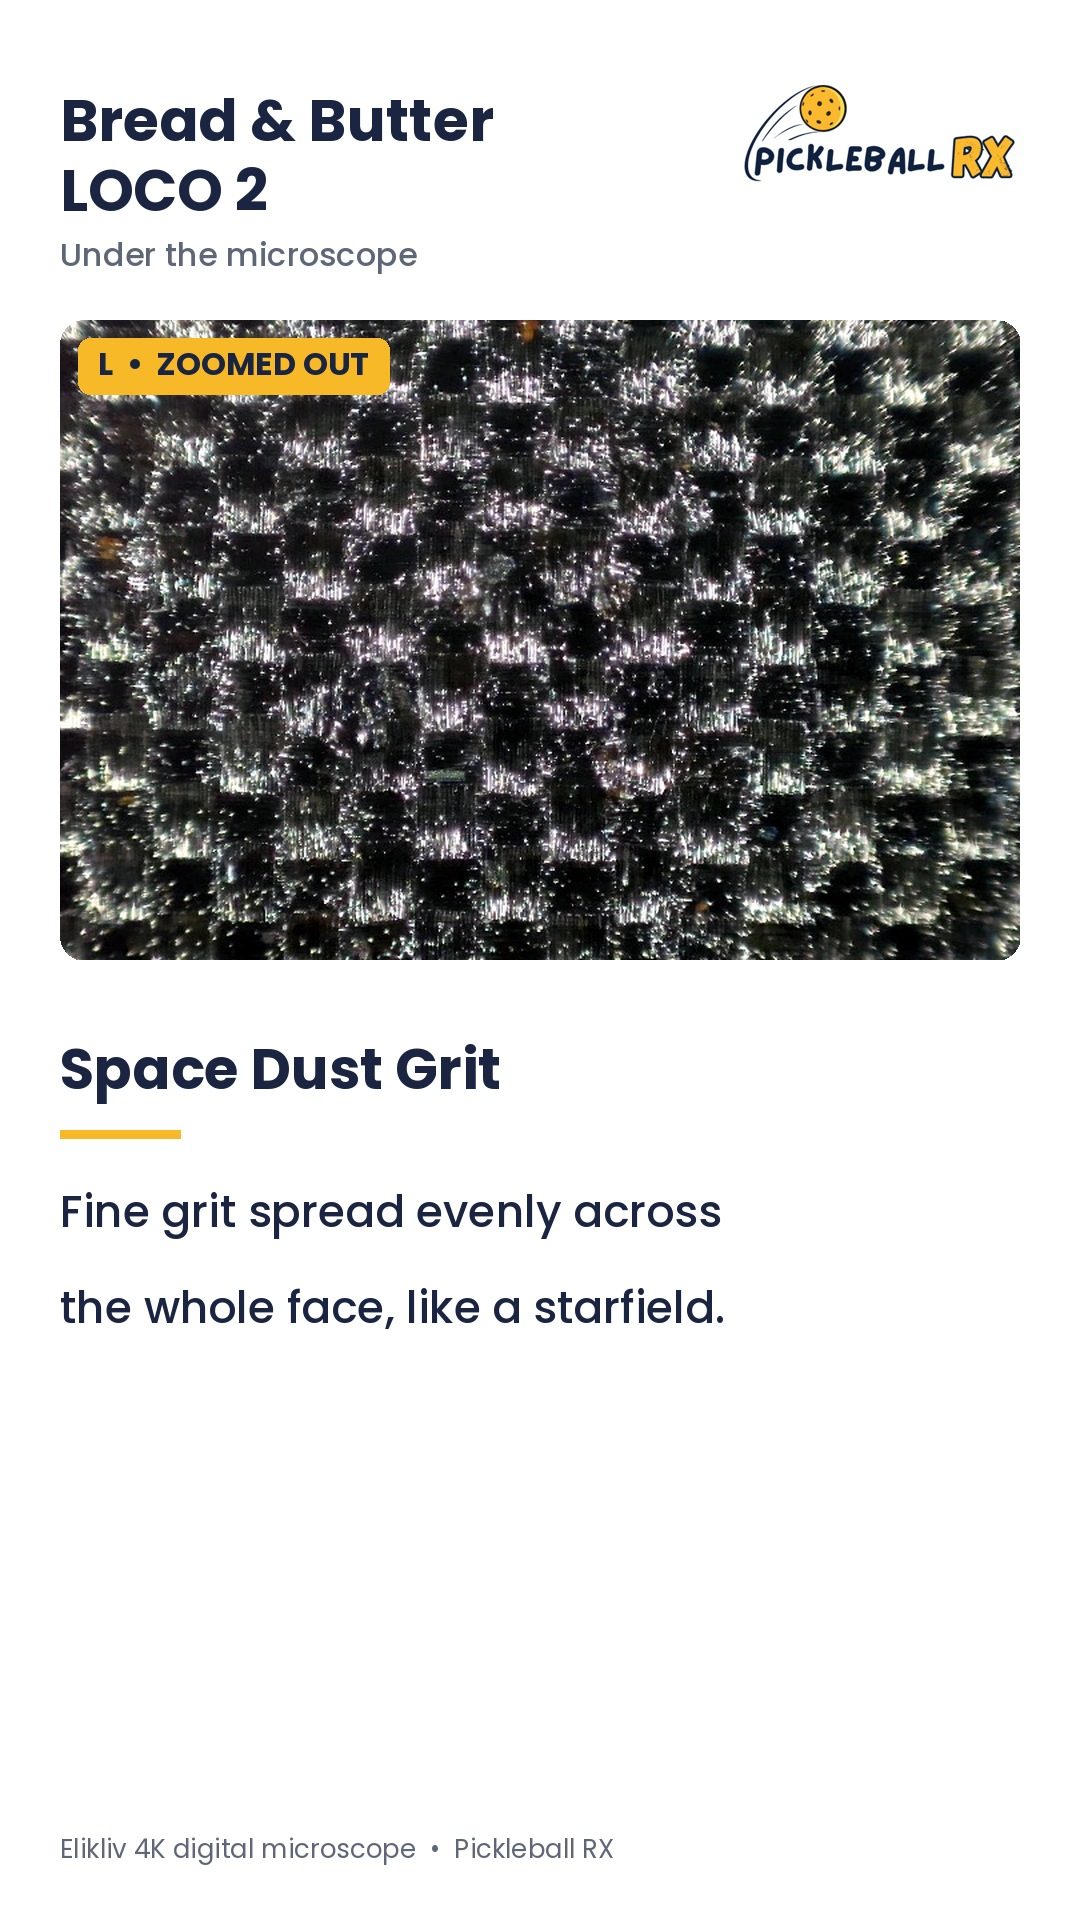 Bread & Butter
LOCO 2
Under the microscope
PICKLEBALL RX
L • ZOOMED OUT
Space Dust Grit
Fine grit spread evenly across
the whole face, like a starfield.
Elikliv 4K digital microscope • Pickleball RX